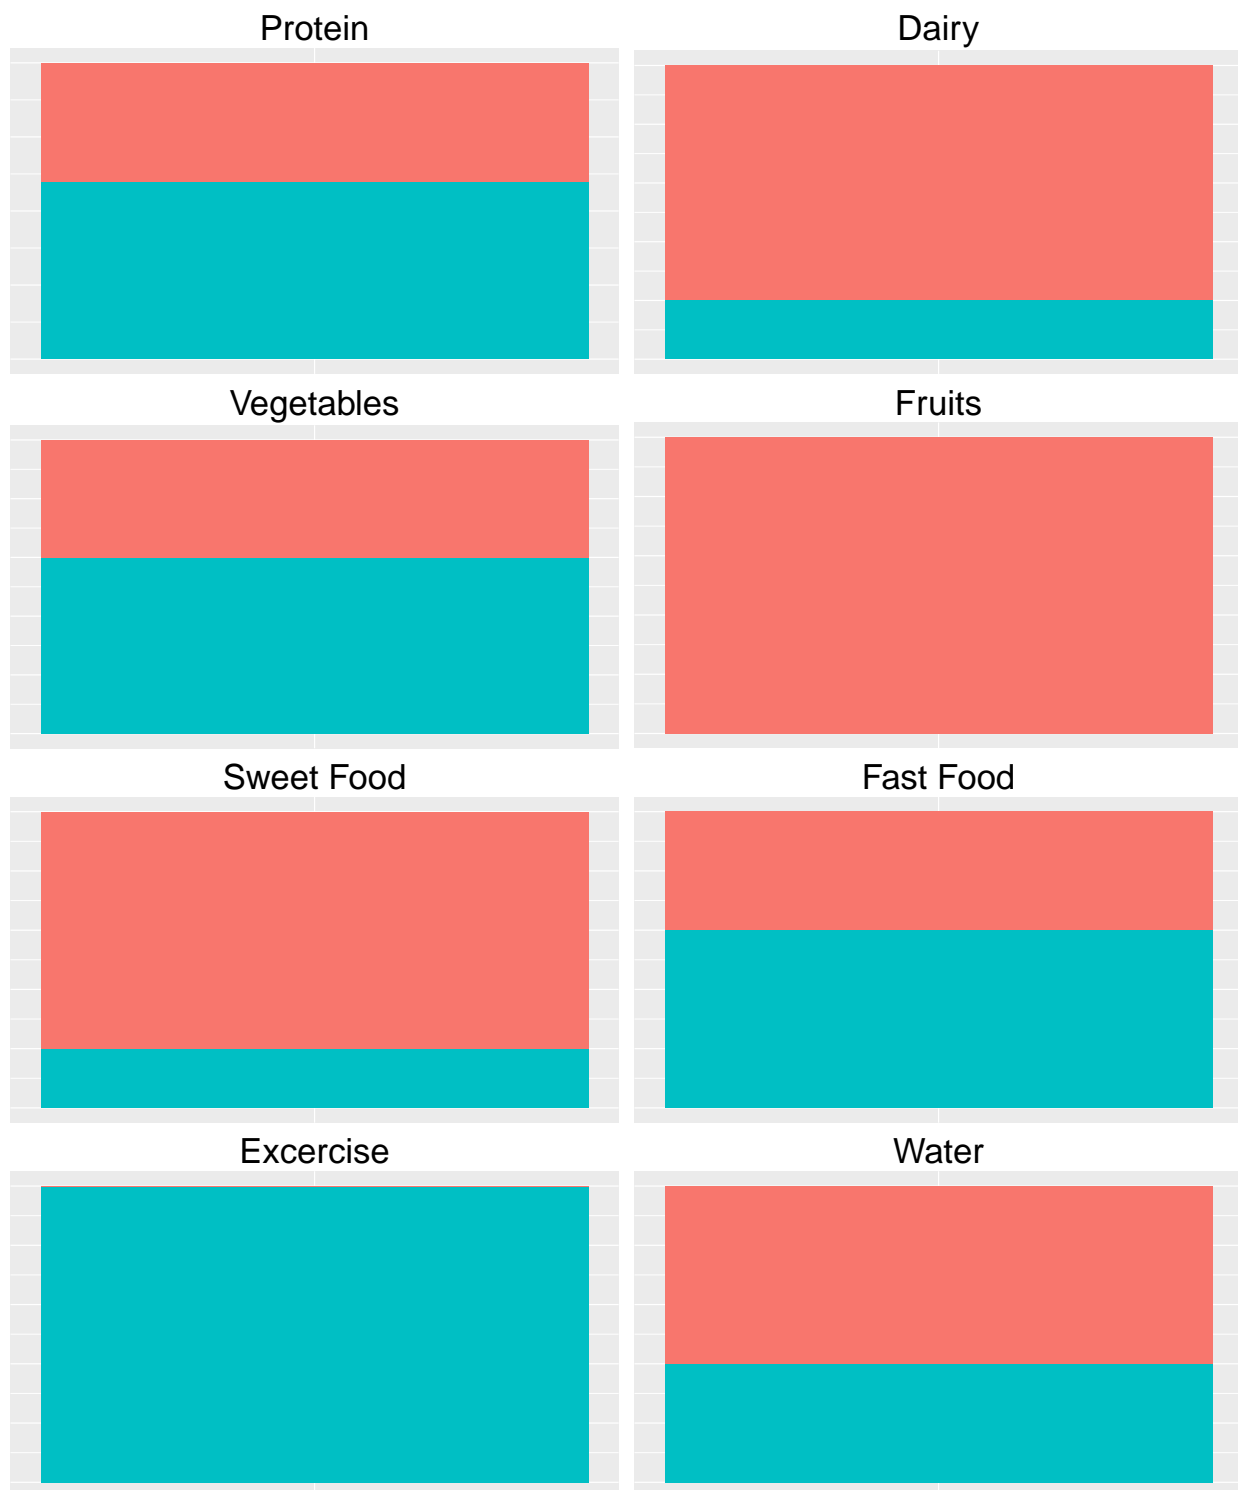 Protein
Dairy
Vegetables
Fruits
Sweet Food
Fast Food
Excercise
Water